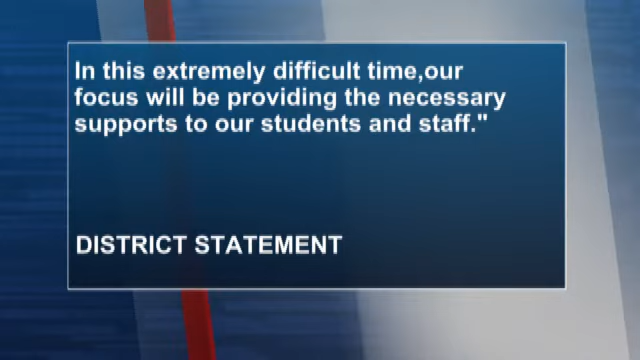 In this extremely difficult time,our
focus will be providing the necessary
supports to our students and staff."
DISTRICT STATEMENT